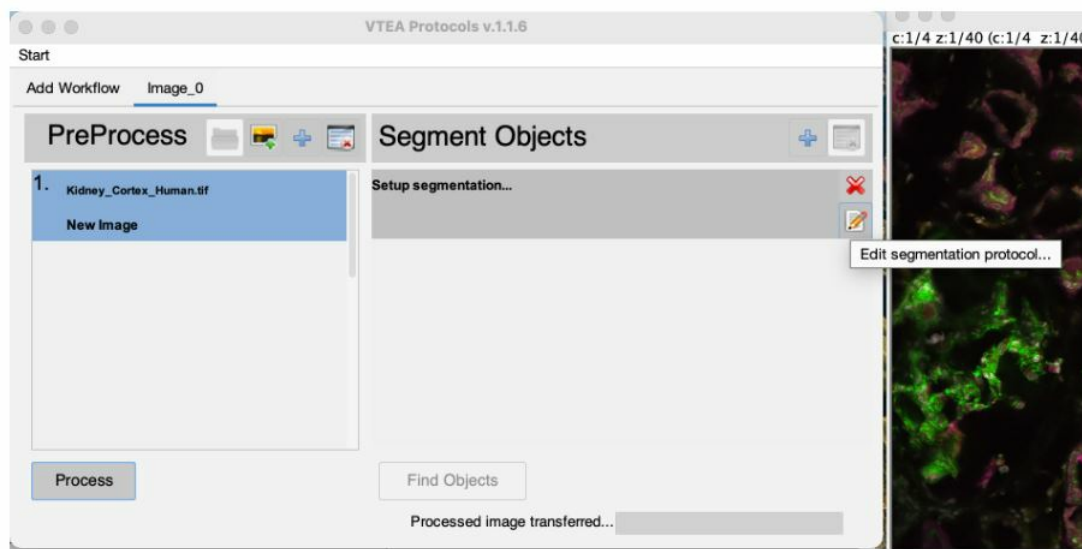 VTEA Protocols v.1.1.6
c:1/4 z:1/40 (c:1/4 z:1/40
Start
Add Workflow Image_0
PreProcess
Segment Objects
1. Kidney_Cortex_Human.tif
New Image
Setup segmentation...
Edit segmentation protocol...
Process
Find Objects
Processed image transferred...